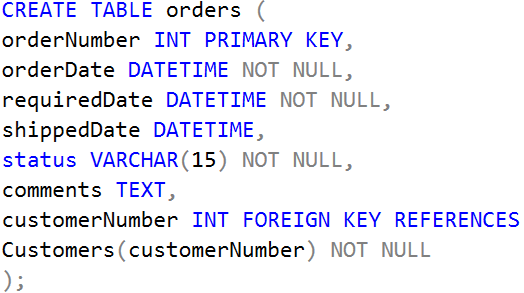 CREATE TABLE orders (
orderNumber INT PRIMARY KEY,
orderDate DATETIME NOT NULL,
requiredDate DATETIME NOT NULL,
shippedDate DATETIME,
status VARCHAR(15) NOT NULL,
comments TEXT,
customerNumber INT FOREIGN KEY REFERENCES
Customers(customerNumber) NOT NULL
);